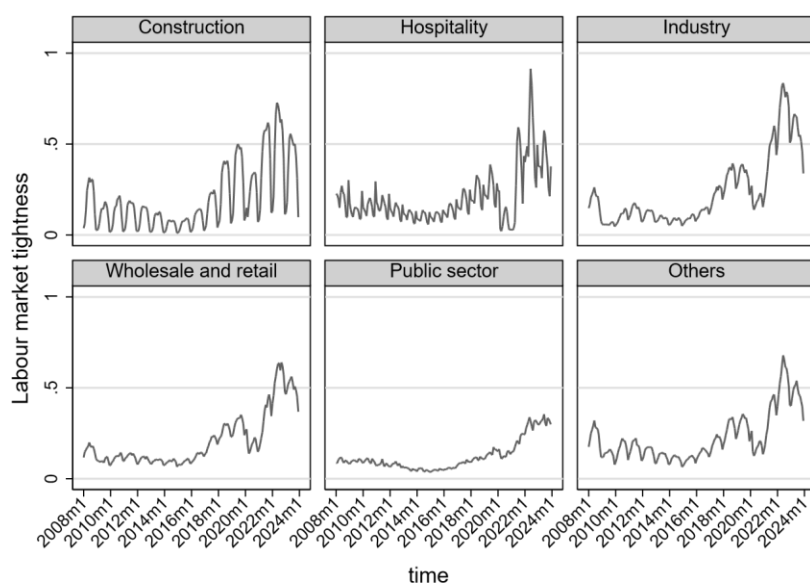 Construction
Hospitality
Industry
Labour market tightness
1
.5
0
Wholesale and retail
Public sector
Others
1
.5
0
2008m1
2010m1
2012m1
2014m1
2016m1
2018m1
2020m1
2022m1
2024m1
2008m1
2010m1
2012m1
2014m1
2016m1
2018m1
2020m1
2022m1
2024m1
2008m1
2010m1
2012m1
2014m1
2016m1
2018m1
2020m1
2022m1
2024m1
time